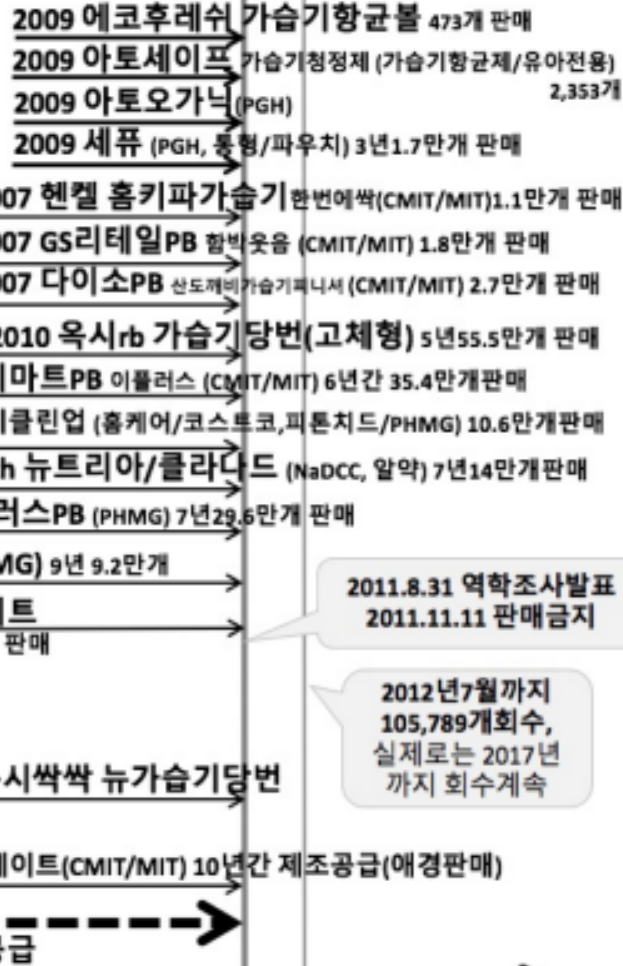 2009 에코후레쉬 가습기항균볼 473개 판매
2009 아토세이프 가습기청정제 (가습기항균제/유아전용)
2,353개
2009 아토오가닉(PGH)
2009 세퓨 (PGH, 통형/파우치) 3년1.7만개 판매
07 헨켈 홈키파가습기한번에싹(CMIT/MIT)1.1만개 판매
07 GS리테일PB 함박웃음 (CMIT/MIT) 1.8만개 판매
07 다이소PB 산도깨비가습기퍼니셔(CMIT/MIT) 2.7만개 판매
2010 옥시rb 가습기당번(고체형) 5년55.5만개 판매
마트PB 이플러스 (CMIT/MIT) 6년간 35.4만개판매
클린업 (홈케어/코스트코,피톤치드/PHMG) 10.6만개판매
h 뉴트리아/클라나드 (NaDCC, 알약) 7년14만개판매
러스PB (PHMG) 7년29.6만개 판매
MG) 9년 9.2만개
트
판매
2011.8.31 역학조사발표
2011.11.11 판매금지
2012년7월까지
105,789개회수,
실제로는 2017년
까지 회수계속
시싹싹 뉴가습기당번
이트(CMIT/MIT) 10년간 제조공급(애경판매)
급